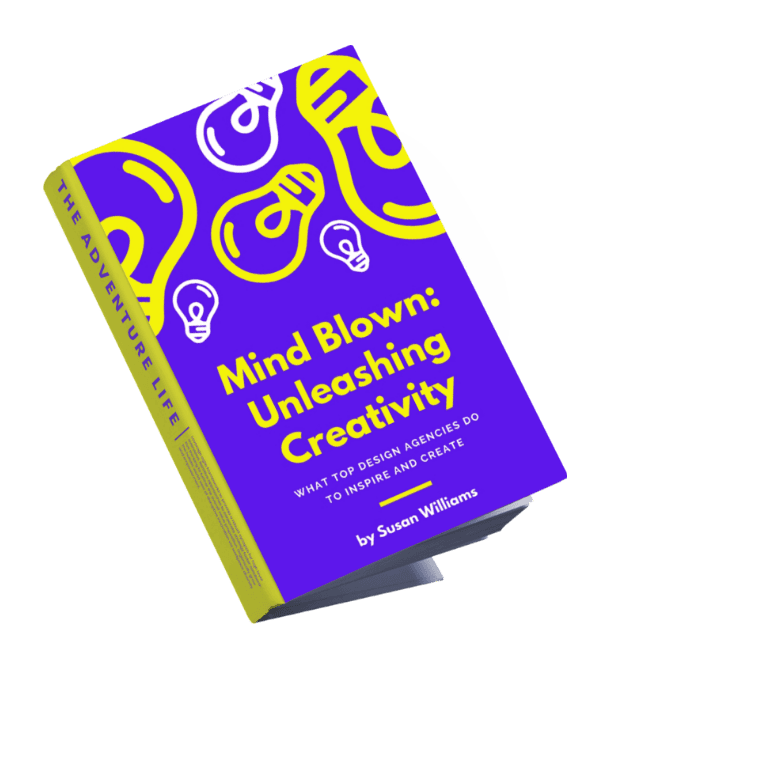 THE ADVENTURE LIFE |
Mind Blown:
Unleashing
Creativity
WHAT TOP DESIGN AGENCIES DO
TO INSPIRE AND CREATE
by Susan Williams